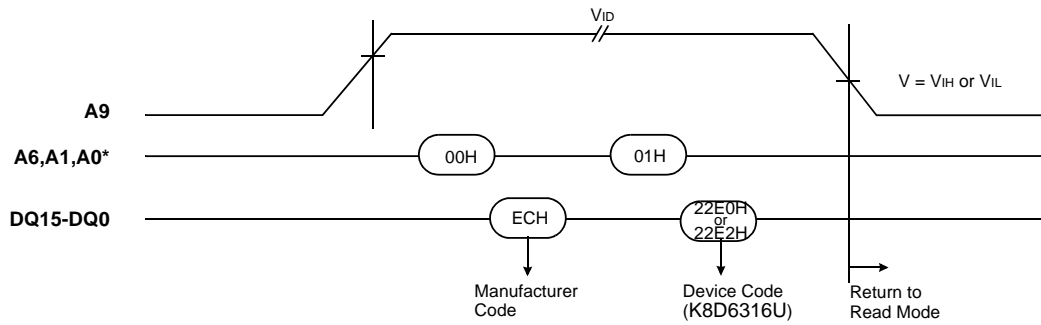 VID
V = VIH or VIL
A9
A6,A1,A0*
00H
01H
DQ15-DQ0
ECH
22E0H
or
22E2H
Manufacturer
Code
Device Code
(K8D6316U)
Return to
Read Mode